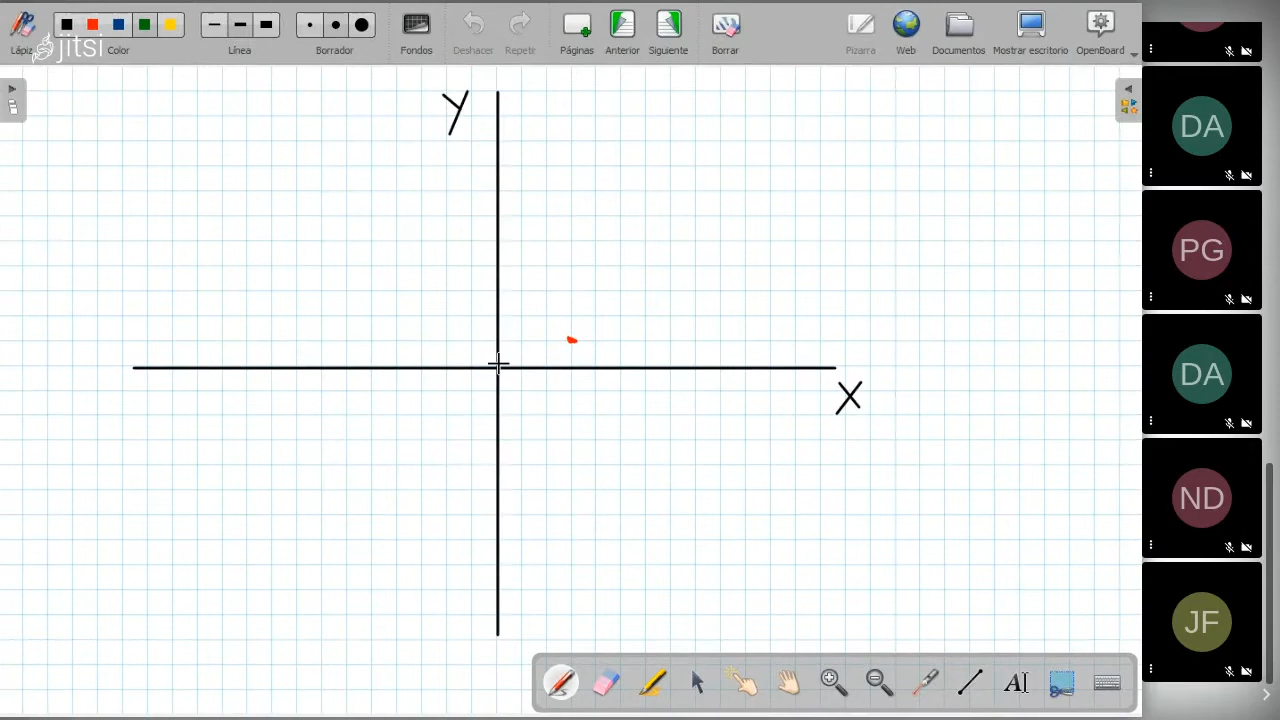 Lápiz
Color
Línea
Borrador
Fondos
Deshacer
Repetir
Páginas
Anterior
Siguiente
Borrar
Pizarra
Web
Documentos
Mostrar escritorio
OpenBoard
jitsi
y
X
DA
PG
DA
ND
JF